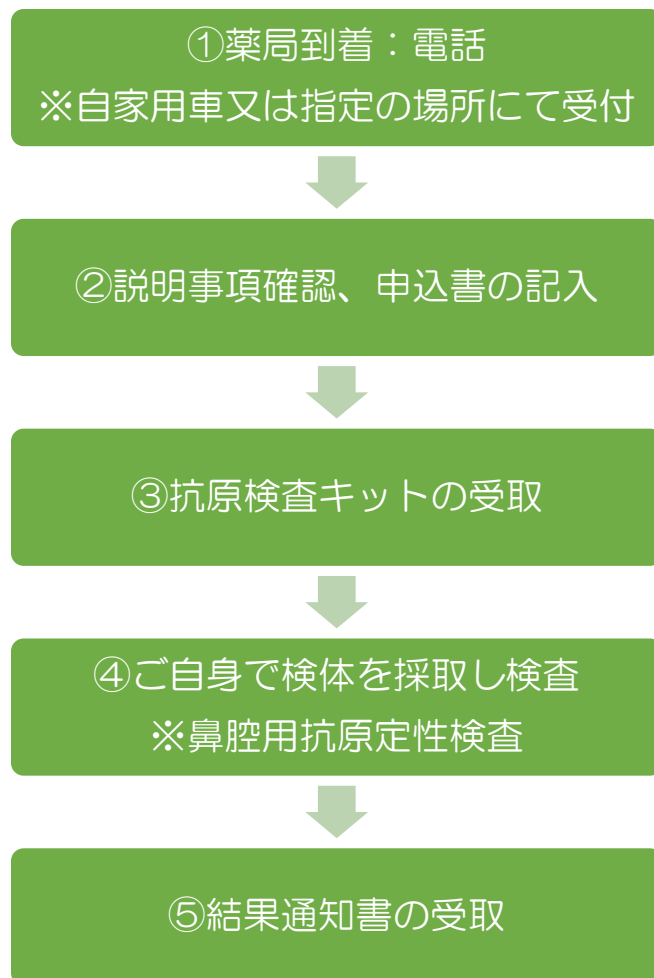 ①薬局到着：電話
※自家用車又は指定の場所にて受付
②説明事項確認、申込書の記入
③抗原検査キットの受取
④ご自身で検体を採取し検査
※鼻腔用抗原定性検査
⑤結果通知書の受取